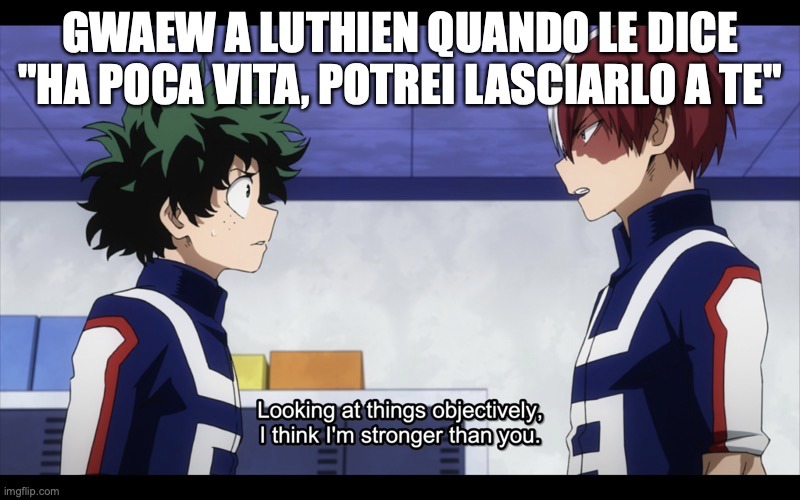 GWAEW A LUTHIEN QUANDO LE DICE
"HA POCA VITA, POTREI LASCIARLO A TE"
Looking at things objectively,
I think I'm stronger than you.
imgflip.com